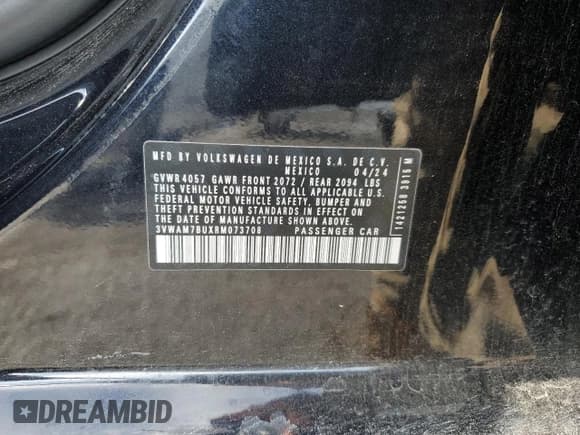 MFD BY VOLKSWAGEN DE MEXICO S.A. DE C.V.
MEXICO 04/24
GVWR 4057 GAWR FRONT 2072 / REAR 2094 LBS
THIS VEHICLE CONFORMS TO ALL APPLICABLE U.S.
FEDERAL MOTOR VEHICLE SAFETY, BUMPER AND
THEFT PREVENTION STANDARDS IN EFFECT ON
THE DATE OF MANUFACTURE SHOWN ABOVE.
3VWAM7BUXRM073708 PASSENGER CAR
1421258 3915 M
DREAMBID